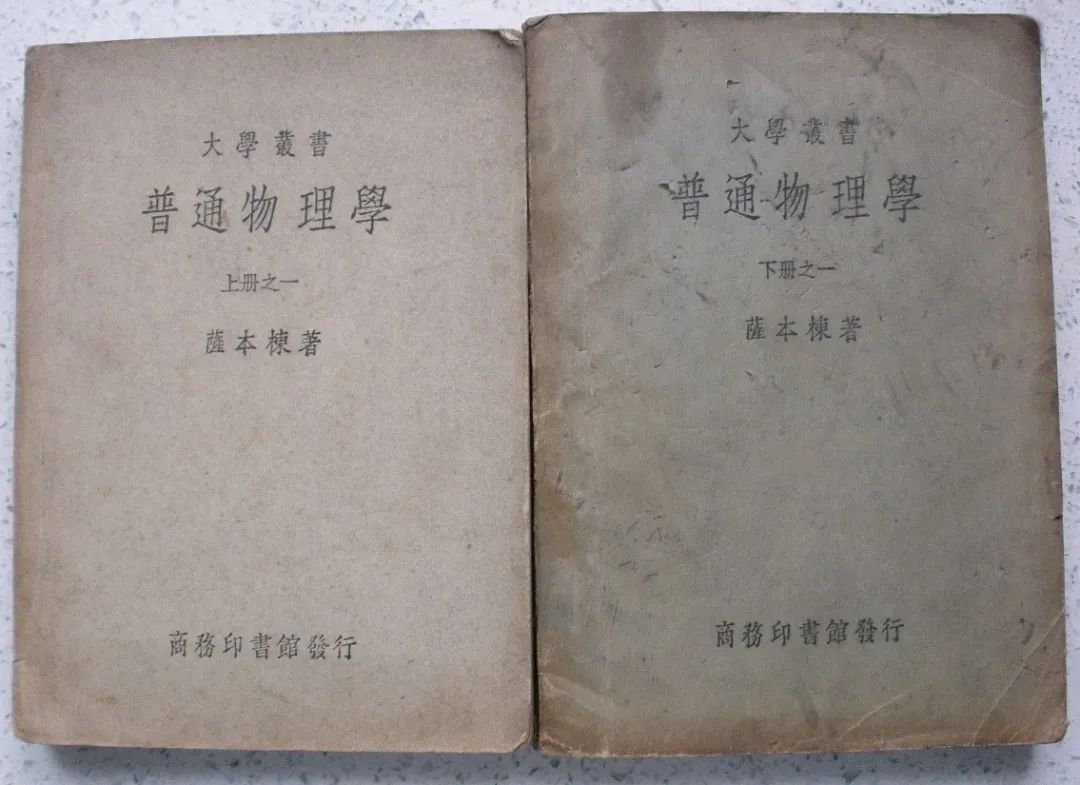 大學叢書
普通物理學
上册之一
薩本棟著
商務印書館發行
大學叢書
普通物理學
下册之一
薩本棟著
商務印書館發行